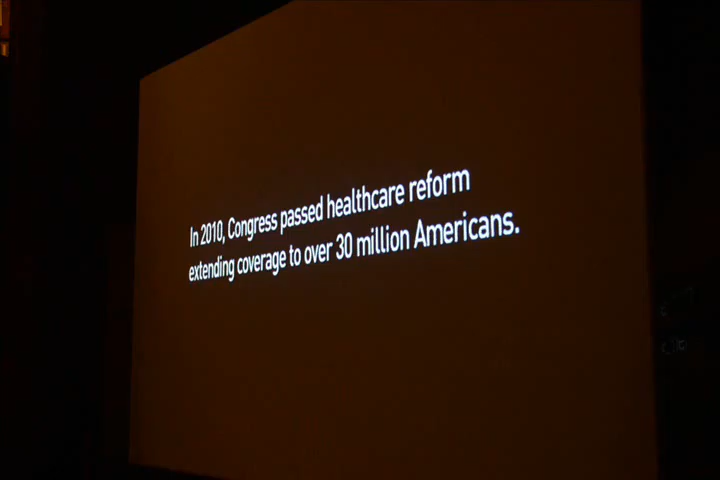 In 2010, Congress passed healthcare reform
extending coverage to over 30 million Americans.